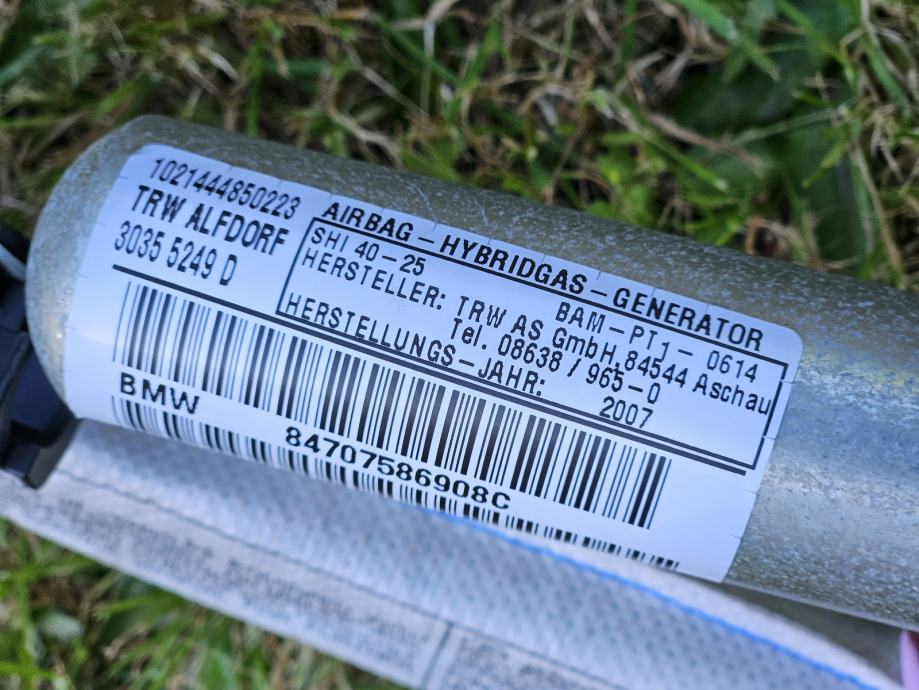 1021444850223
TRW ALFDORF
3035 5249 D
AIRBAG-HYBRIDGAS-GENERATOR
SHI 40-25
BAM-PT1- 0614
HERSTELLER: TRW AS GmbH, 84544 Aschau
Tel. 08638 / 965-0
HERSTELLUNGS-JAHR: 2007
BMW
84707586908C